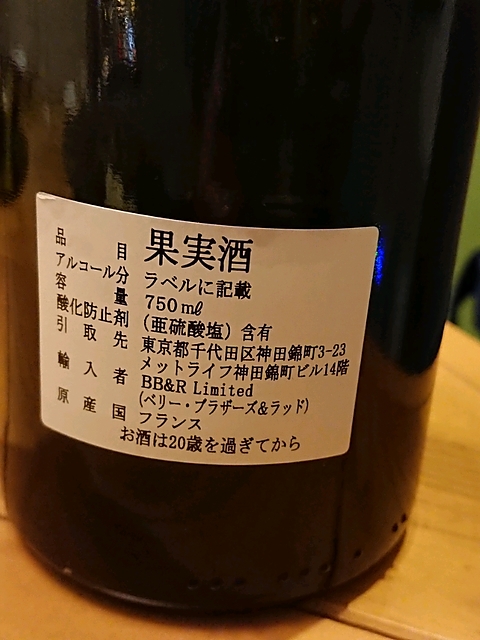 品目 果実酒
アルコール分 ラベルに記載
容量 750㎖
酸化防止剤 (亜硫酸塩) 含有
引取先 東京都千代田区神田錦町3-23
メットライフ神田錦町ビル14階
輸入者 BB&R Limited
(ベリー・ブラザーズ&ラッド)
原産国 フランス
お酒は20歳を過ぎてから